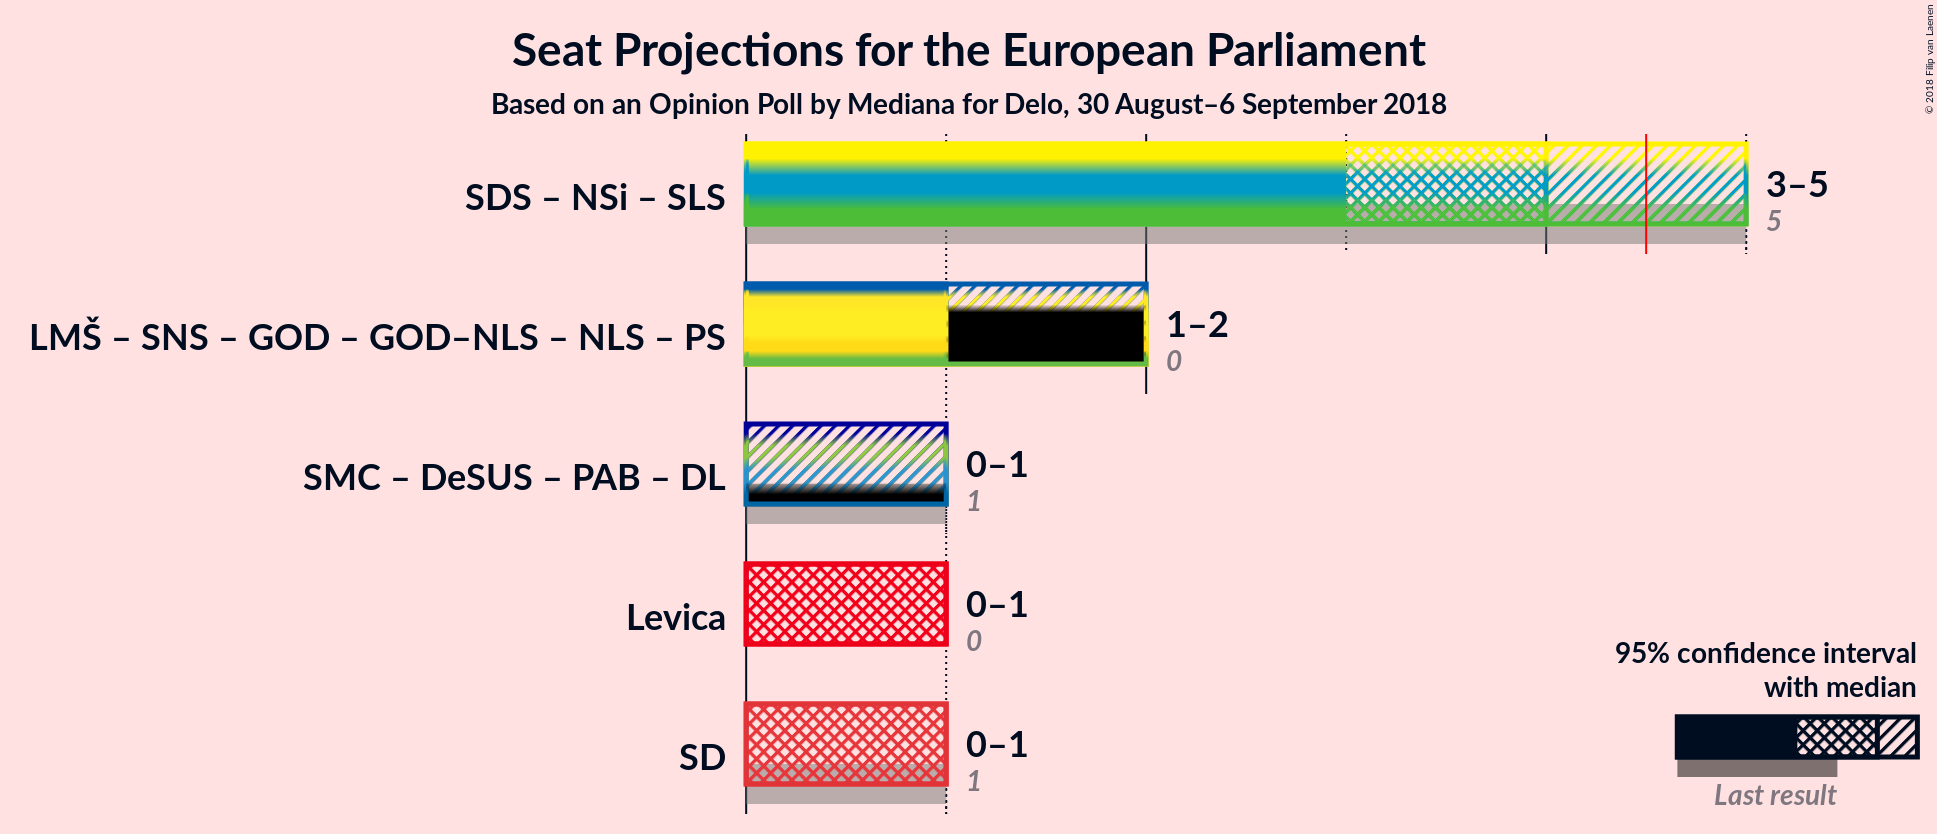 Seat Projections for the European Parliament
Based on an Opinion Poll by Mediana for Delo, 30 August–6 September 2018
© 2018 Filip van Laenen
SDS – NSi – SLS
3–5
5
LMŠ – SNS – GOD – GOD–NLS – NLS – PS
1–2
0
SMC – DeSUS – PAB – DL
0–1
1
Levica
0–1
0
SD
0–1
1
95% confidence interval
with median
Last result